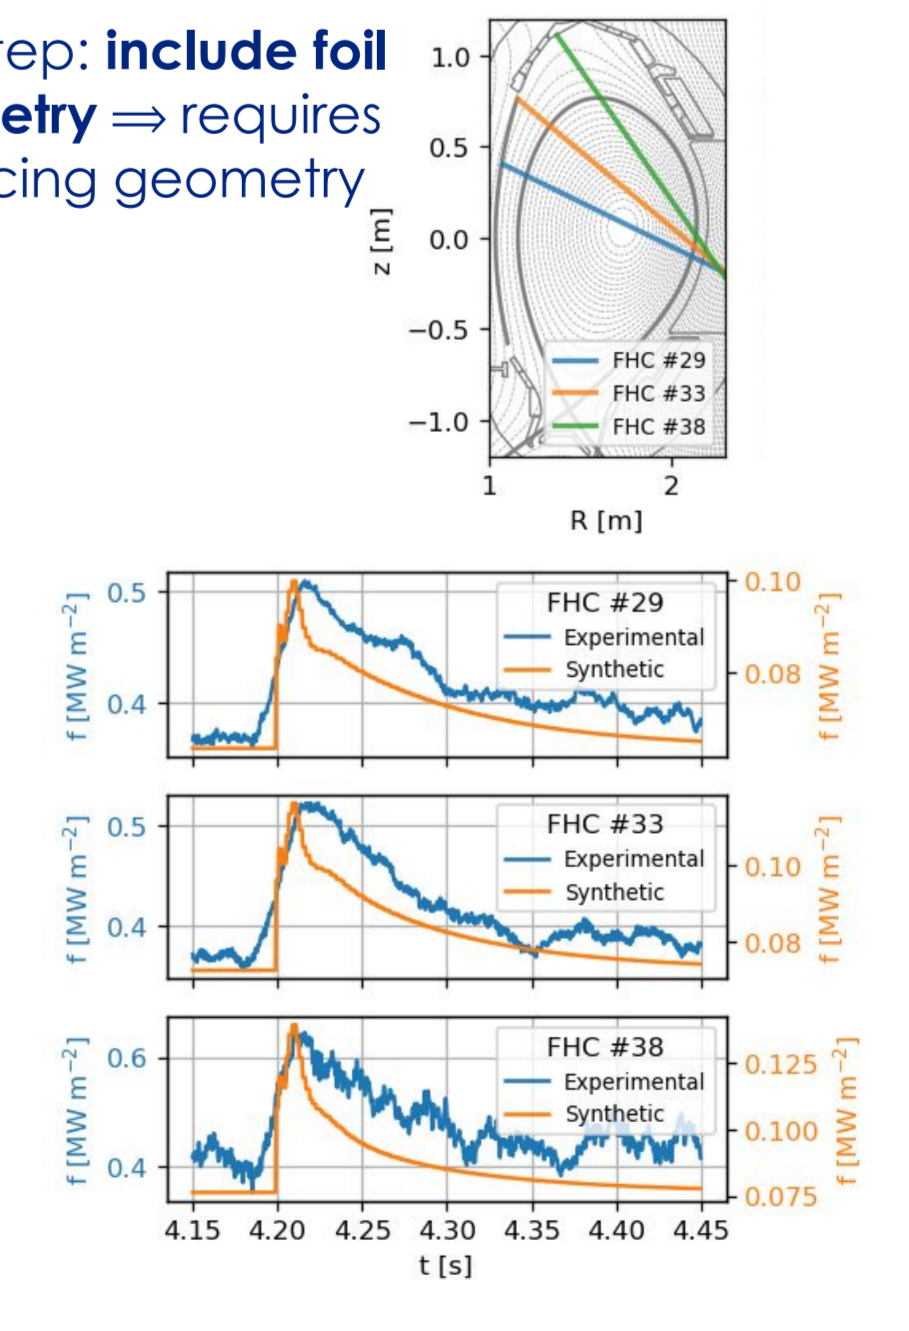 tep: include foil
etry ⟹ requires
cing geometry
1.0
0.5
0.0
−0.5
−1.0
z [m]
FHC #29
FHC #33
FHC #38
1 2
R [m]
0.5
0.4
f [MW m⁻²]
FHC #29
Experimental
Synthetic
0.10
0.08
f [MW m⁻²]
0.5
0.4
f [MW m⁻²]
FHC #33
Experimental
Synthetic
0.10
0.08
f [MW m⁻²]
0.6
0.4
f [MW m⁻²]
FHC #38
Experimental
Synthetic
0.125
0.100
0.075
f [MW m⁻²]
4.15 4.20 4.25 4.30 4.35 4.40 4.45
t [s]